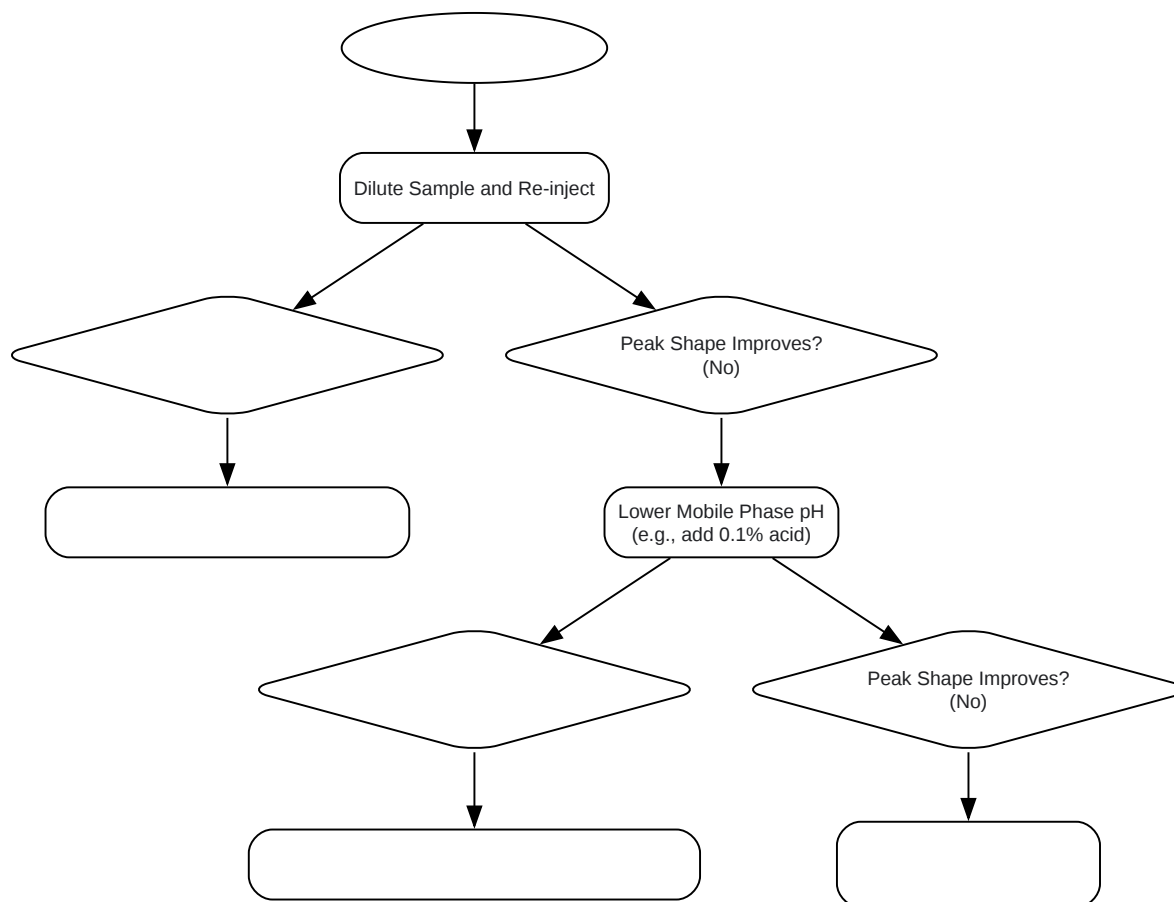 Dilute Sample and Re-inject
Peak Shape Improves?
(No)
Lower Mobile Phase pH
(e.g., add 0.1% acid)
Peak Shape Improves?
(No)